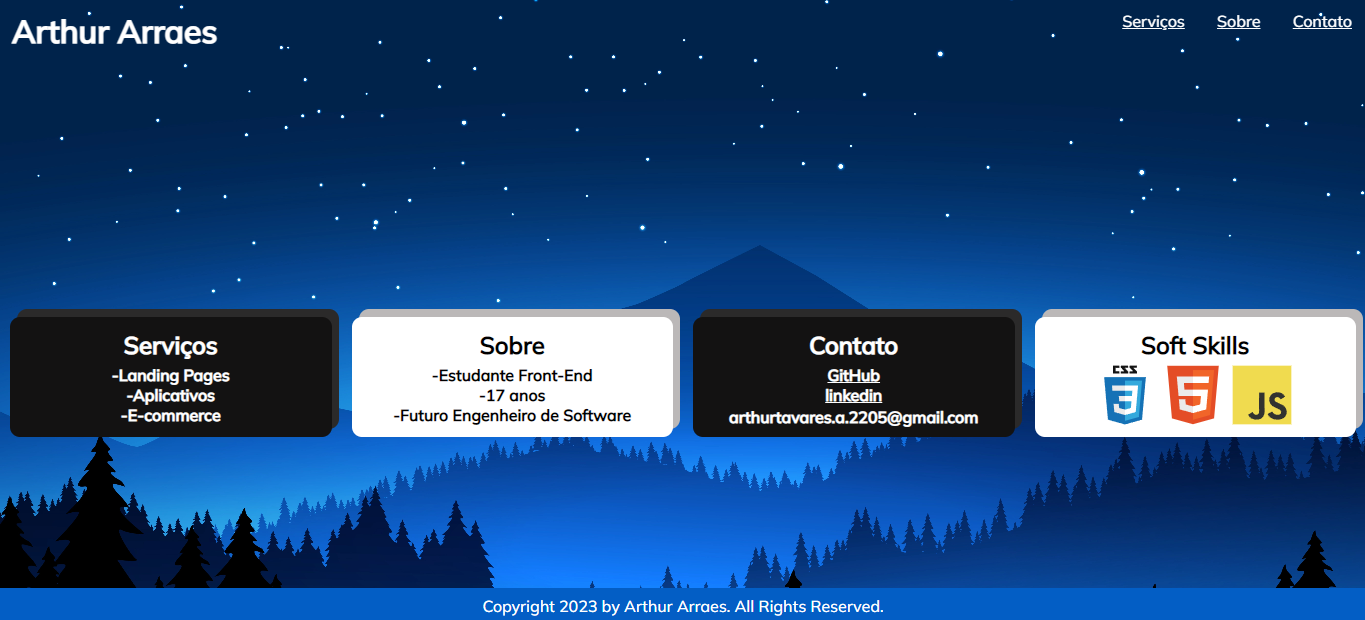 Arthur Arraes
Serviços Sobre Contato
Serviços
-Landing Pages
-Aplicativos
-E-commerce
Sobre
-Estudante Front-End
-17 anos
-Futuro Engenheiro de Software
Contato
GitHub
linkedin
arthurtavares.a.2205@gmail.com
Soft Skills
CSS
3 5 JS
Copyright 2023 by Arthur Arraes. All Rights Reserved.